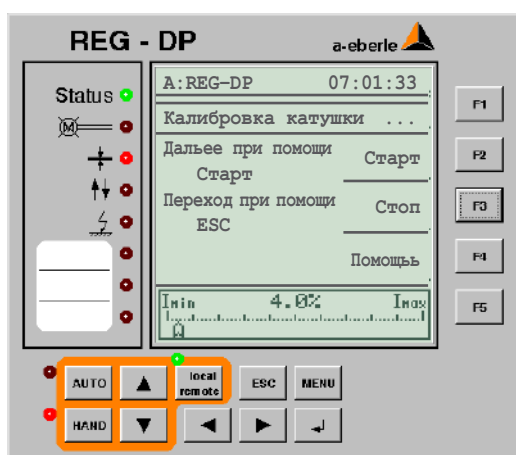 REG - DP
a-eberle
Status
M
A:REG-DP 07:01:33
Калибровка катушки ...
Дальее при помощи
Старт
Старт
Переход при помощи
Стоп
ESC
Помощьь
Imin 4.0% Imax
F1
F2
F3
F4
F5
AUTO
local
remote
ESC
MENU
HAND